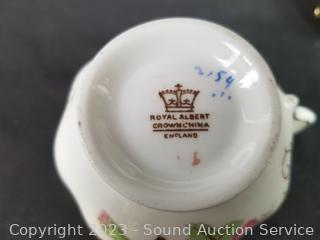 2154
ROYAL ALBERT
CROWN CHINA
ENGLAND
Copyright 2023 - Sound Auction Service